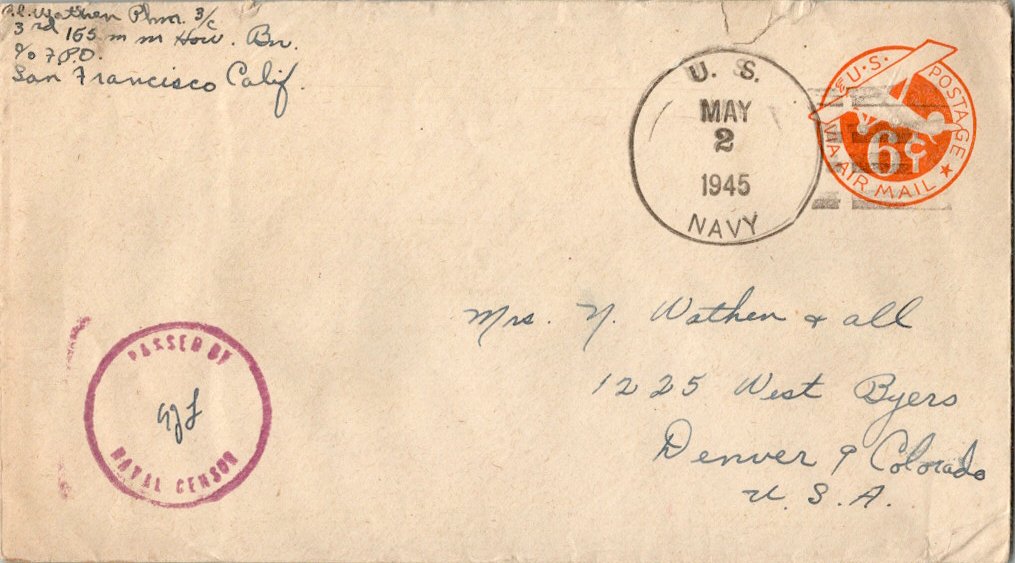 Wathen Phm. 3/c
3rd 155 m m How. Bn.
c/o F.P.O.
San Francisco Calif.
U. S.
MAY
2
1945
NAVY
U.S. POSTAGE
6¢
VIA AIR MAIL
Mrs. N. Wathen & all
1225 West Byers
Denver 9 Colorado
U. S. A.
PASSED BY
NAVAL CENSOR